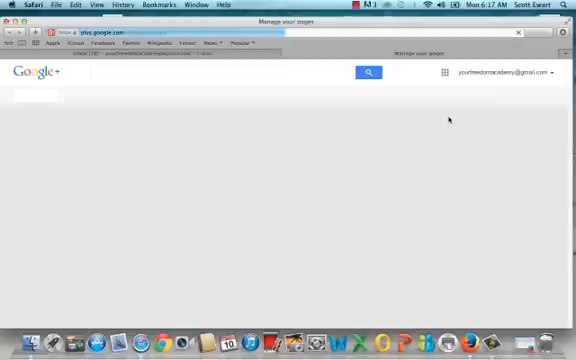 Safari File Edit View History Bookmarks Window Help Mon 6:17 AM Scott Ewart
Manage your pages
plus.google.com
Apple iCloud Facebook Twitter Wikipedia Yahoo News Popular
Manage your pages
Google+ yourfreedomacademy@gmail.com
10